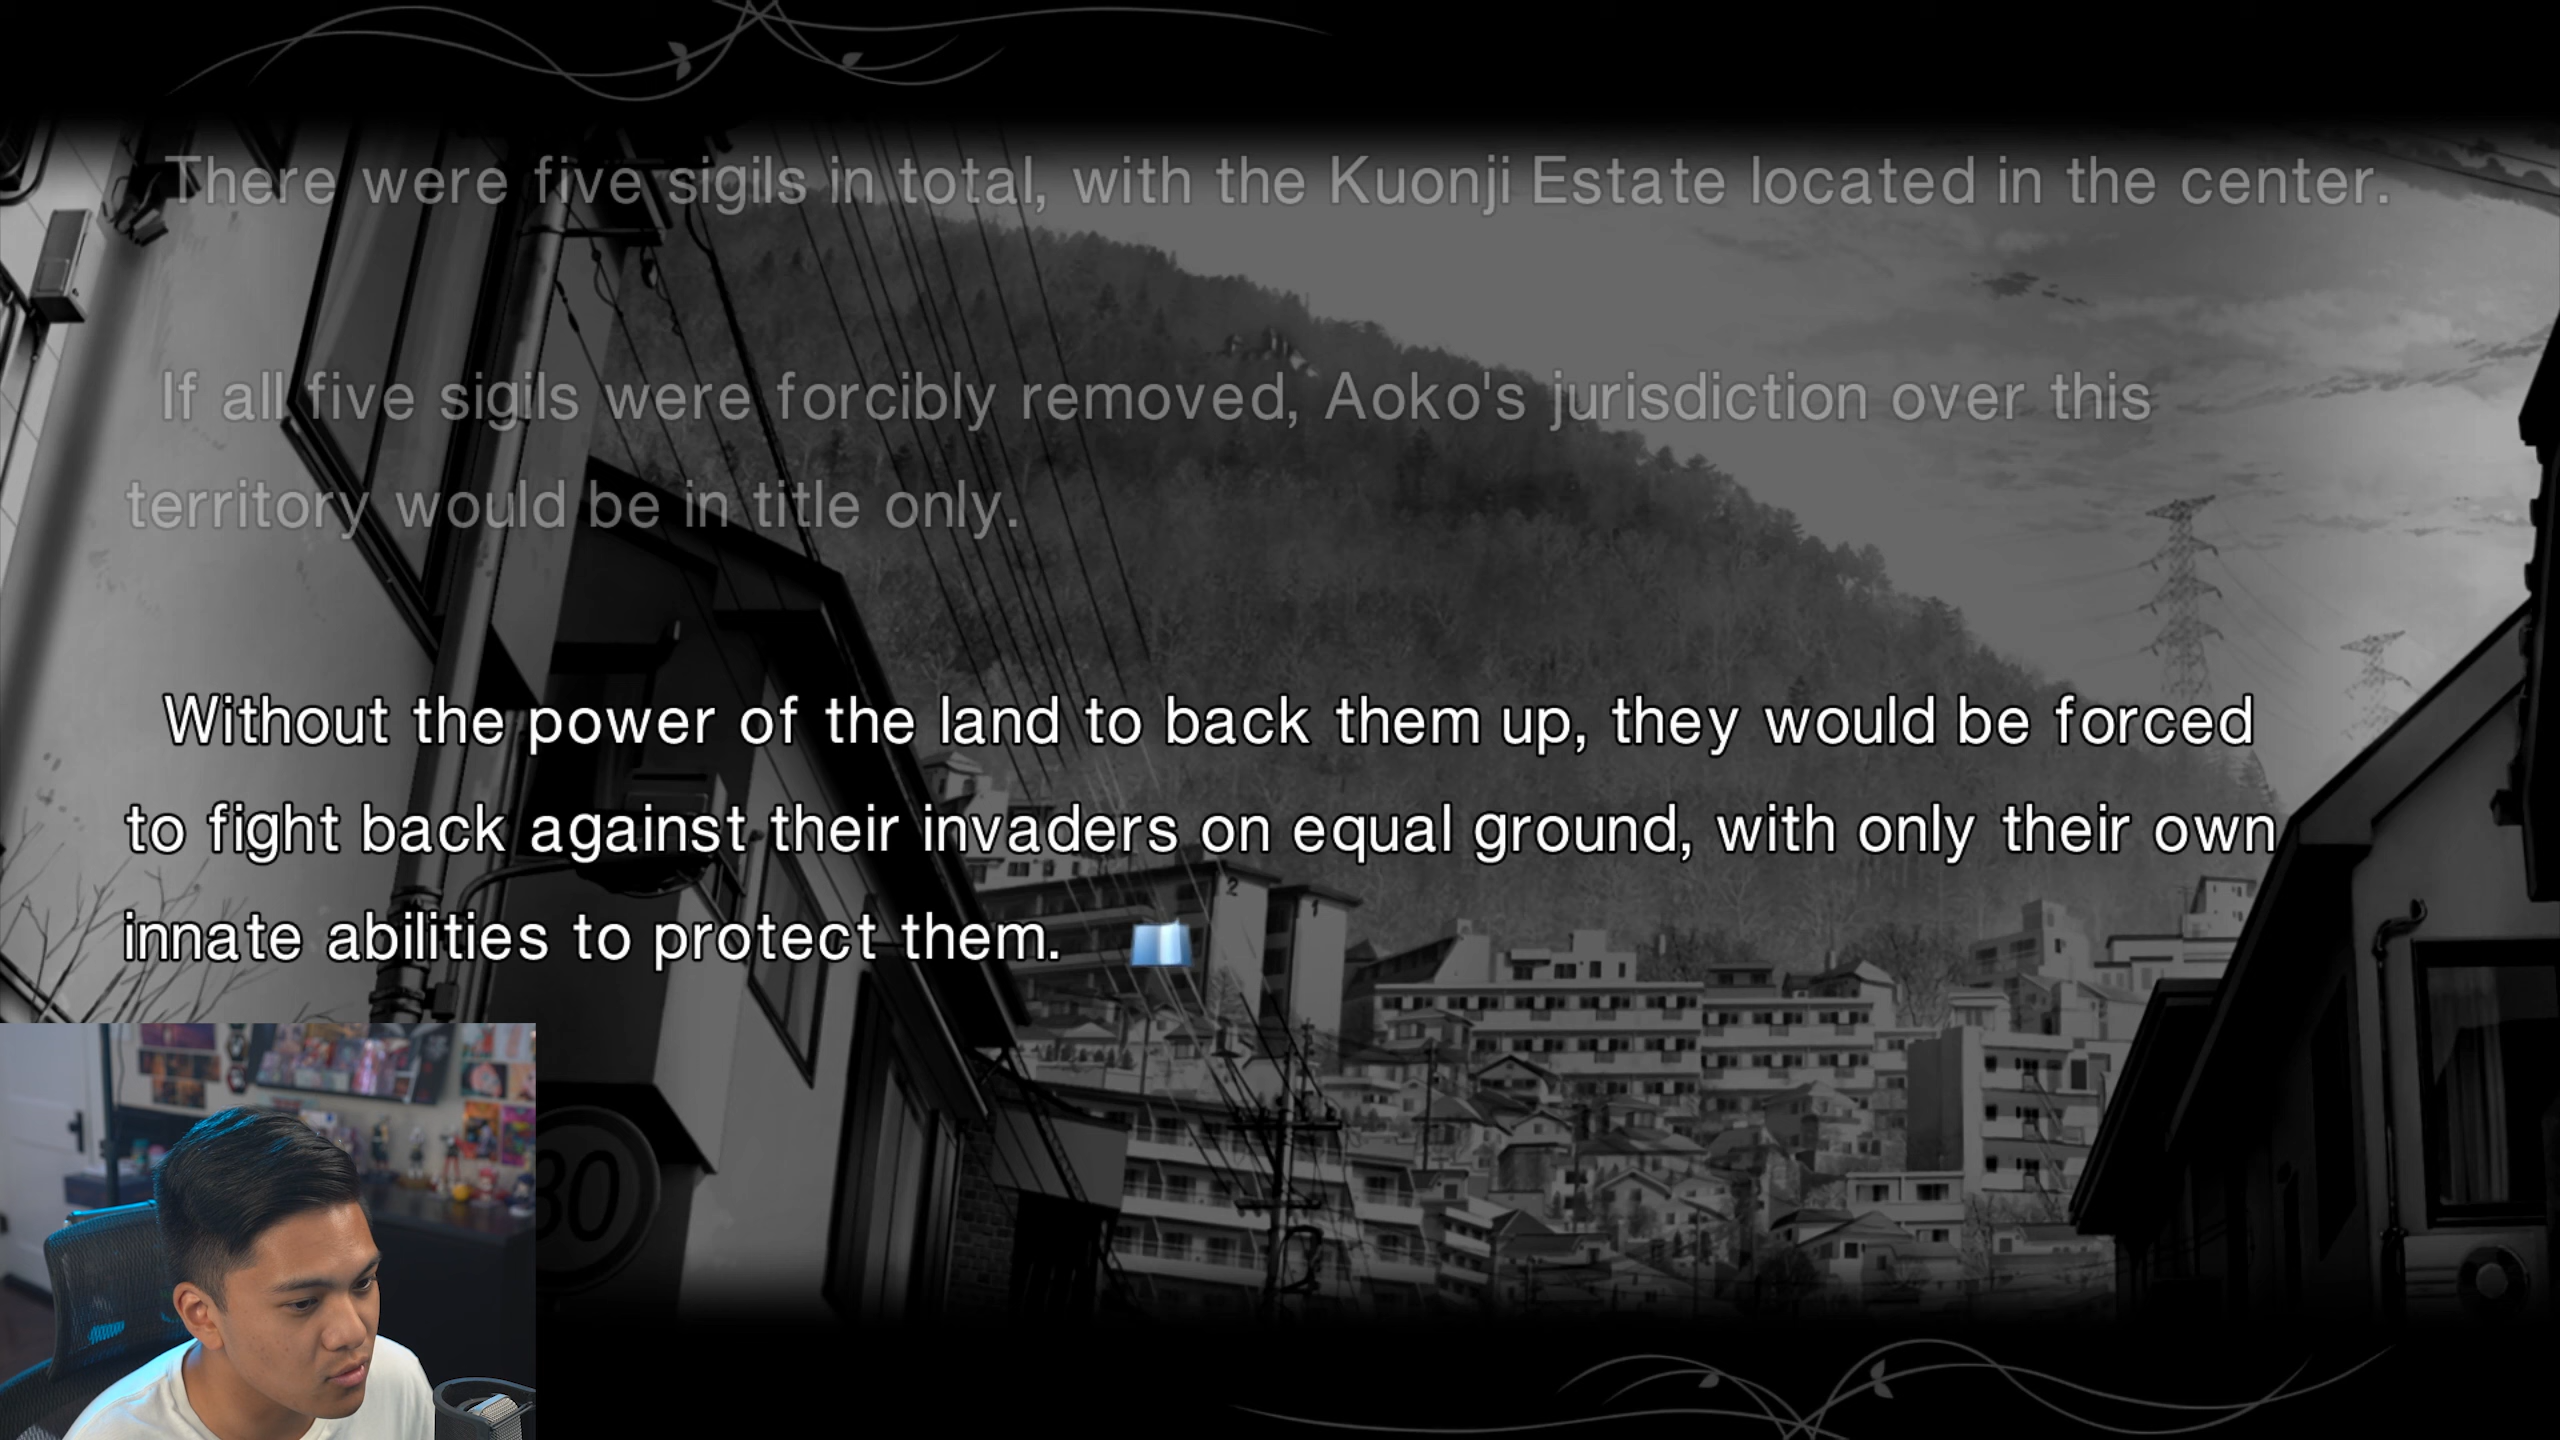 There were five sigils in total, with the Kuonji Estate located in the center.
If all five sigils were forcibly removed, Aoko's jurisdiction over this
territory would be in title only.
Without the power of the land to back them up, they would be forced
to fight back against their invaders on equal ground, with only their own
innate abilities to protect them.
2
1
30